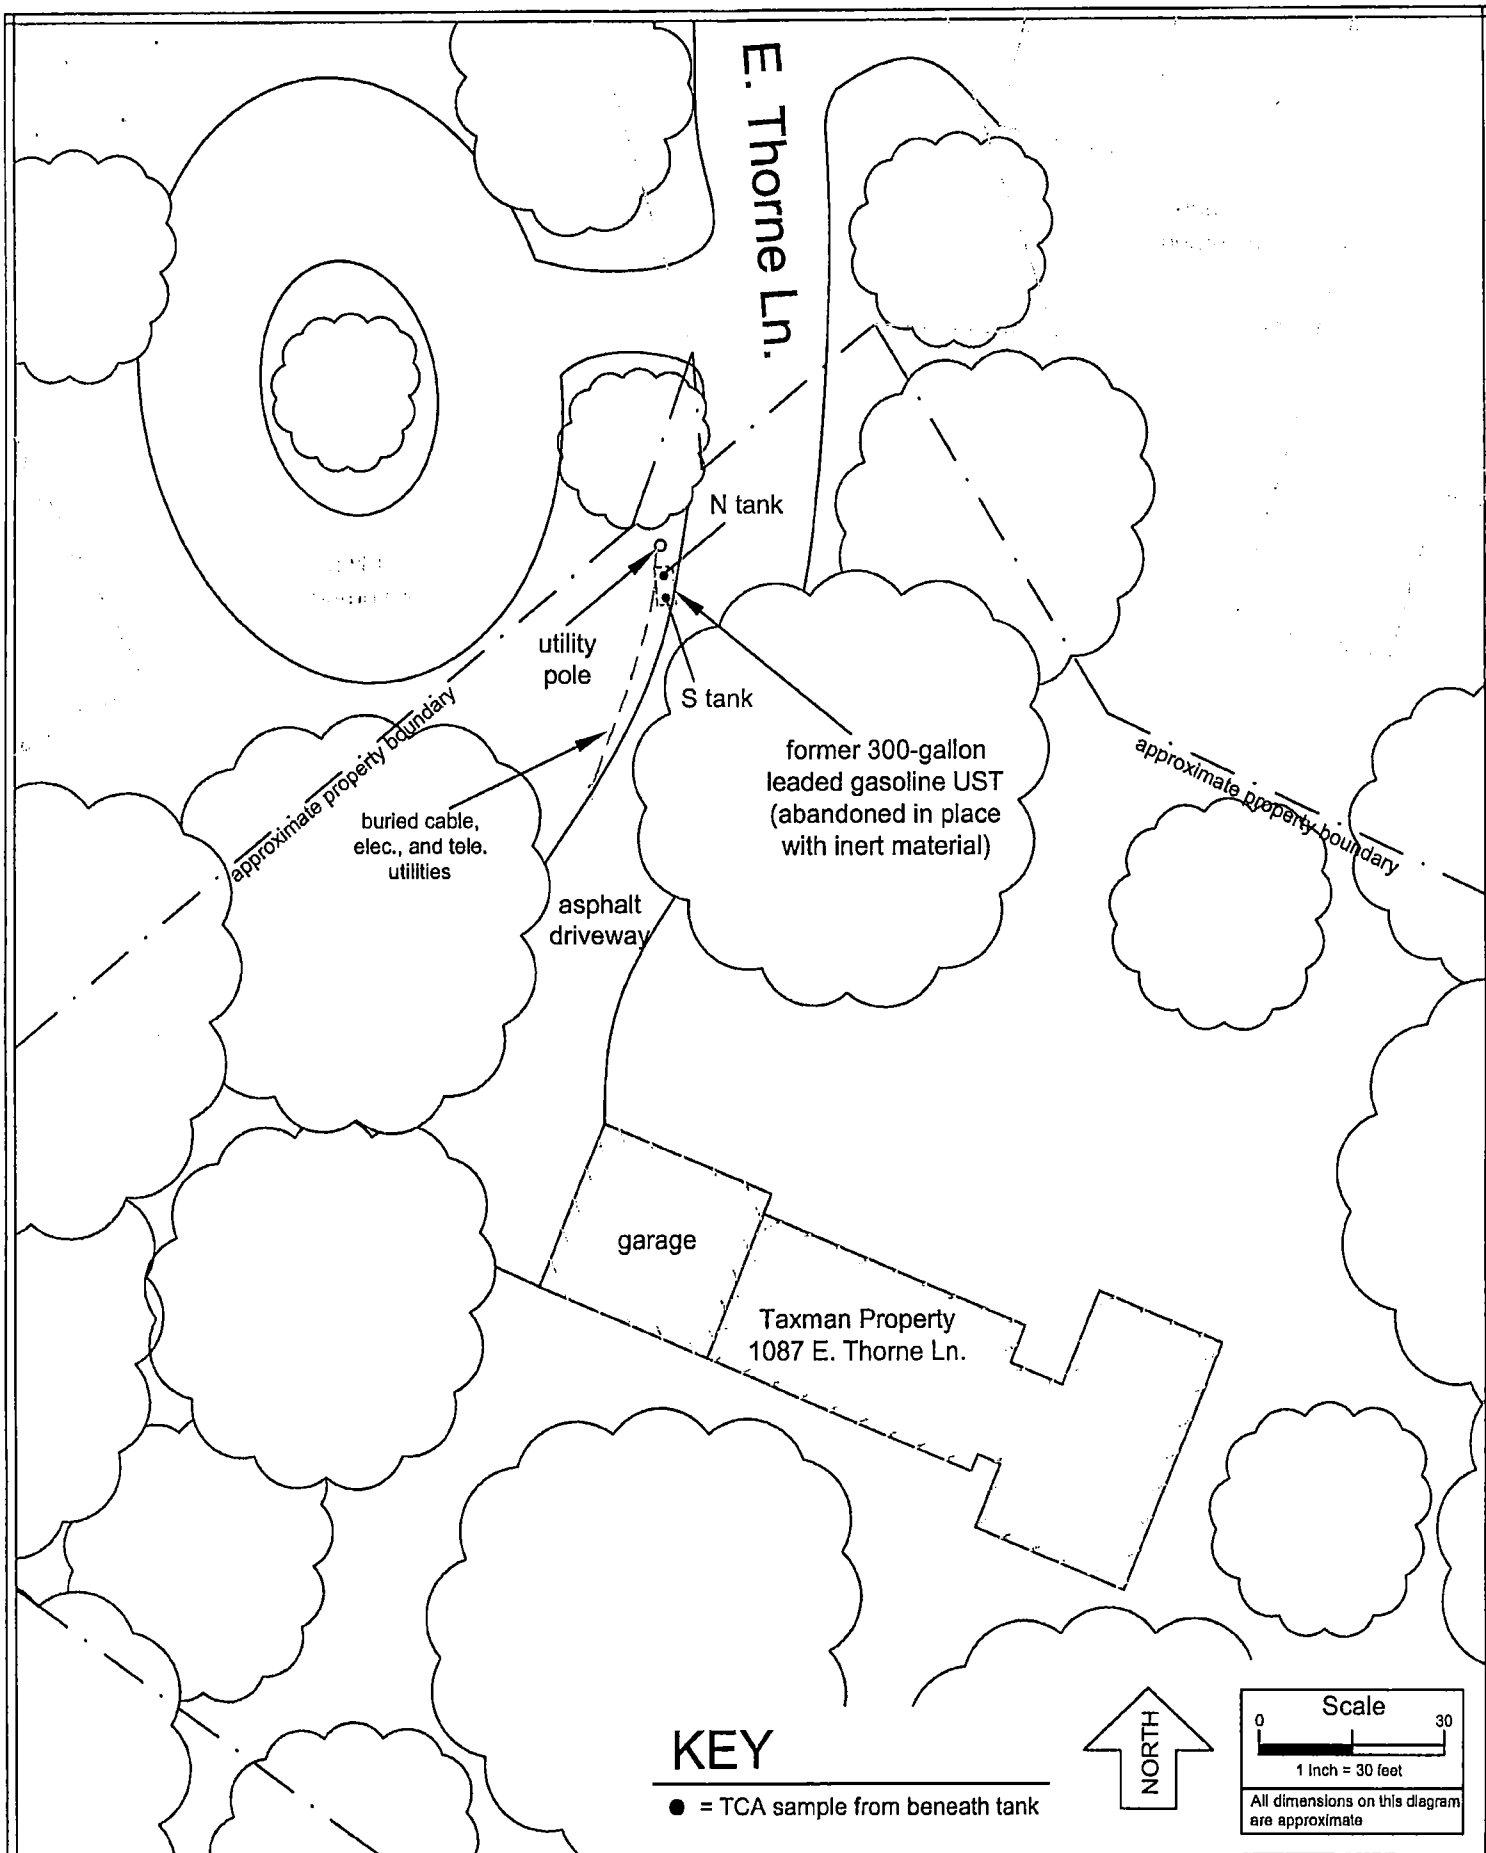 E. Thorne Ln.
N tank
utility
pole
S tank
approximate property boundary
former 300-gallon
leaded gasoline UST
(abandoned in place
with inert material)
approximate property boundary
buried cable,
elec., and tele.
utilities
asphalt
driveway
garage
Taxman Property
1087 E. Thorne Ln.
KEY
● = TCA sample from beneath tank
NORTH
Scale
0 30
1 inch = 30 feet
All dimensions on this diagram
are approximate